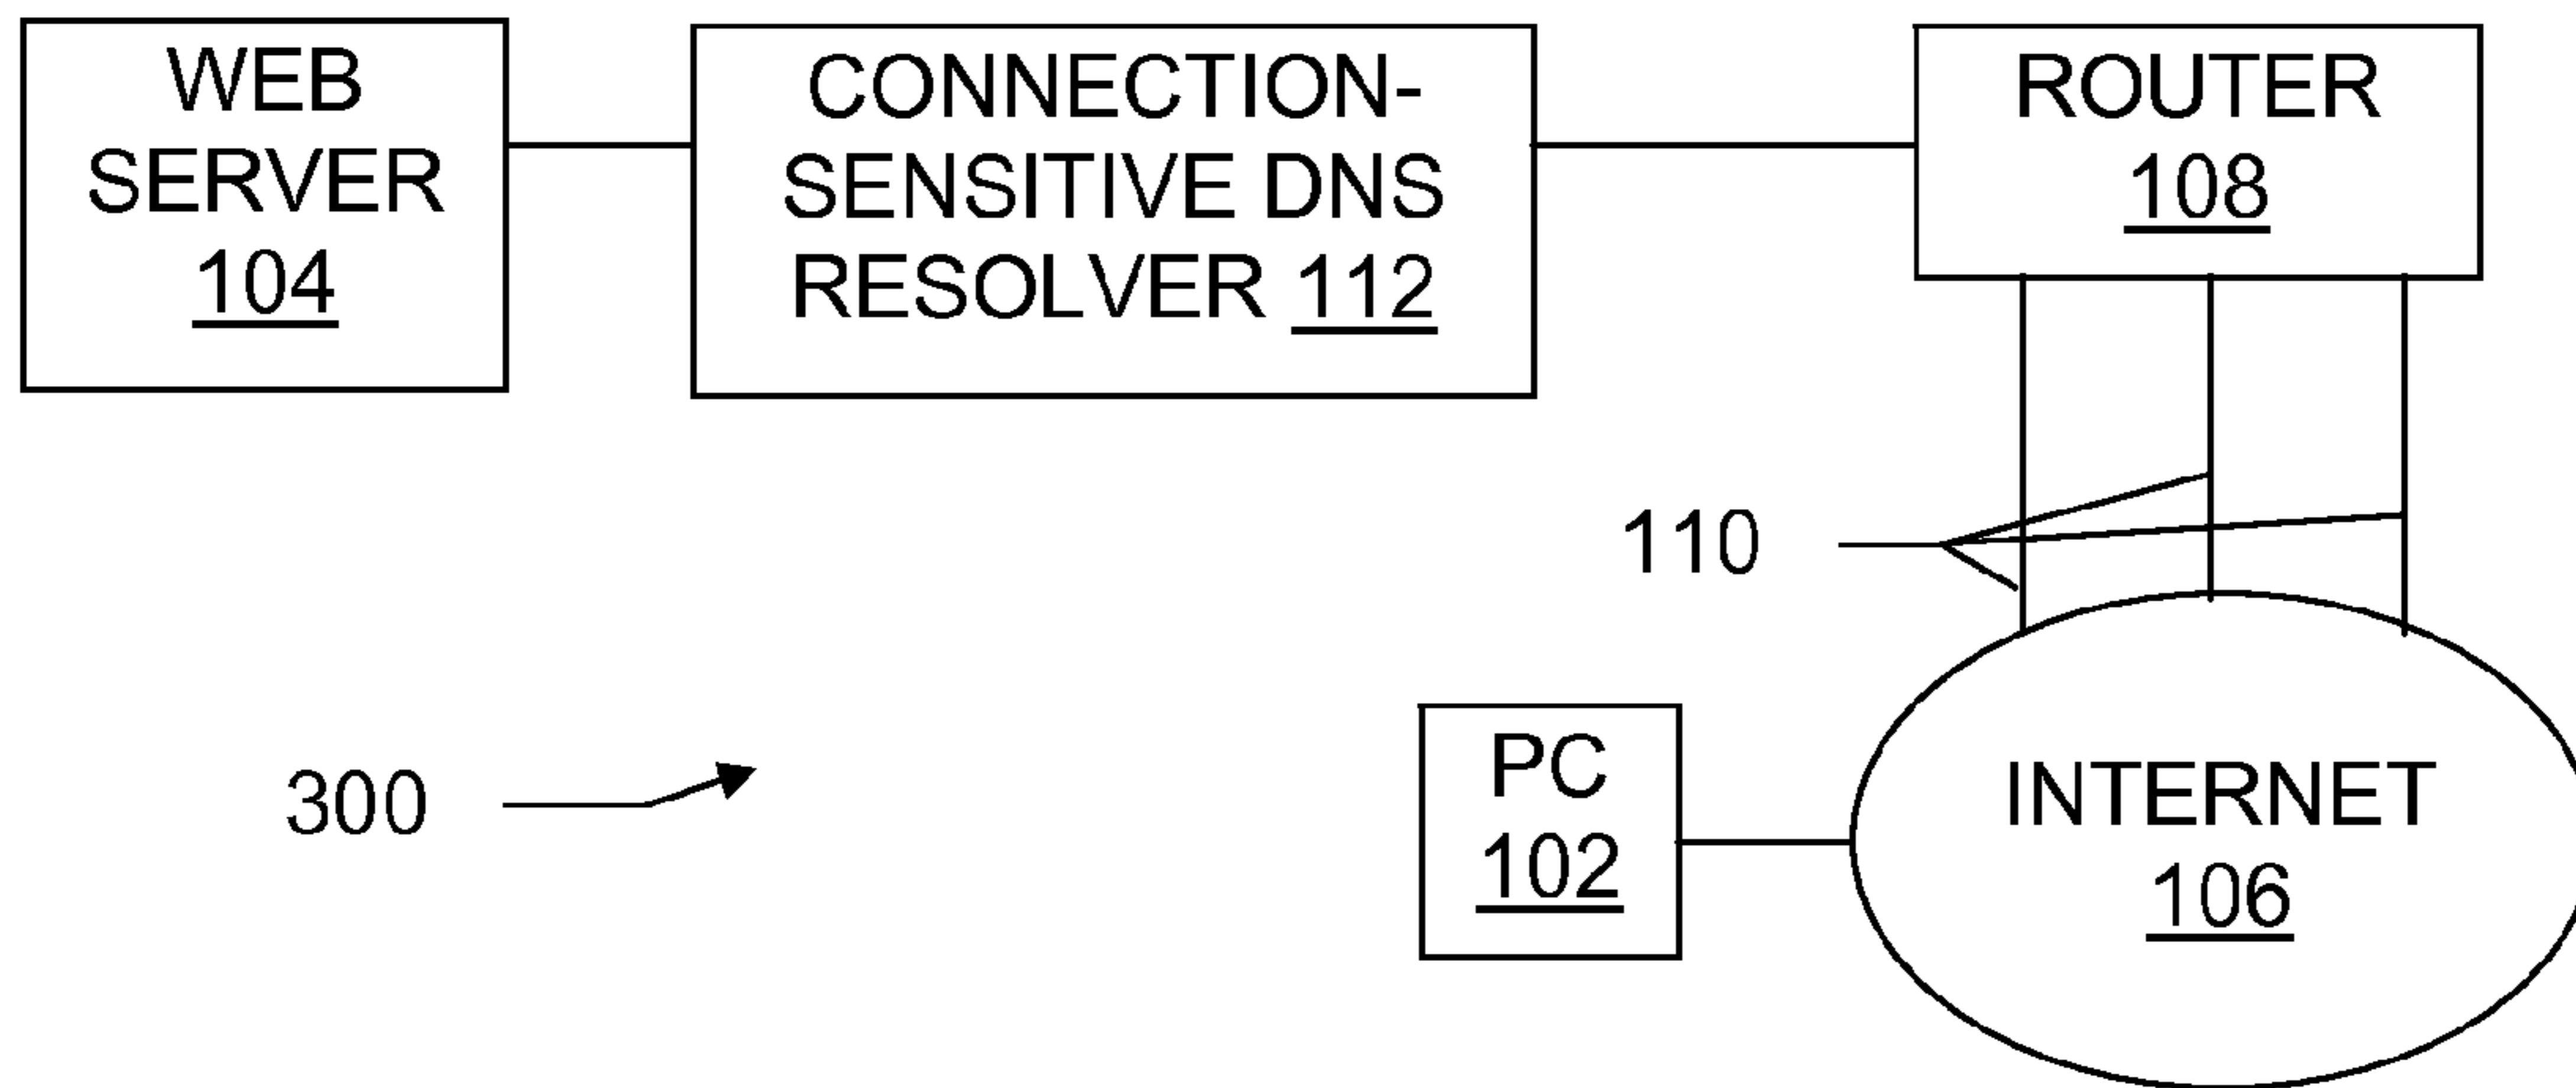 WEB
SERVER
104
CONNECTION-
SENSITIVE DNS
RESOLVER 112
ROUTER
108
110
PC
102
INTERNET
106
300